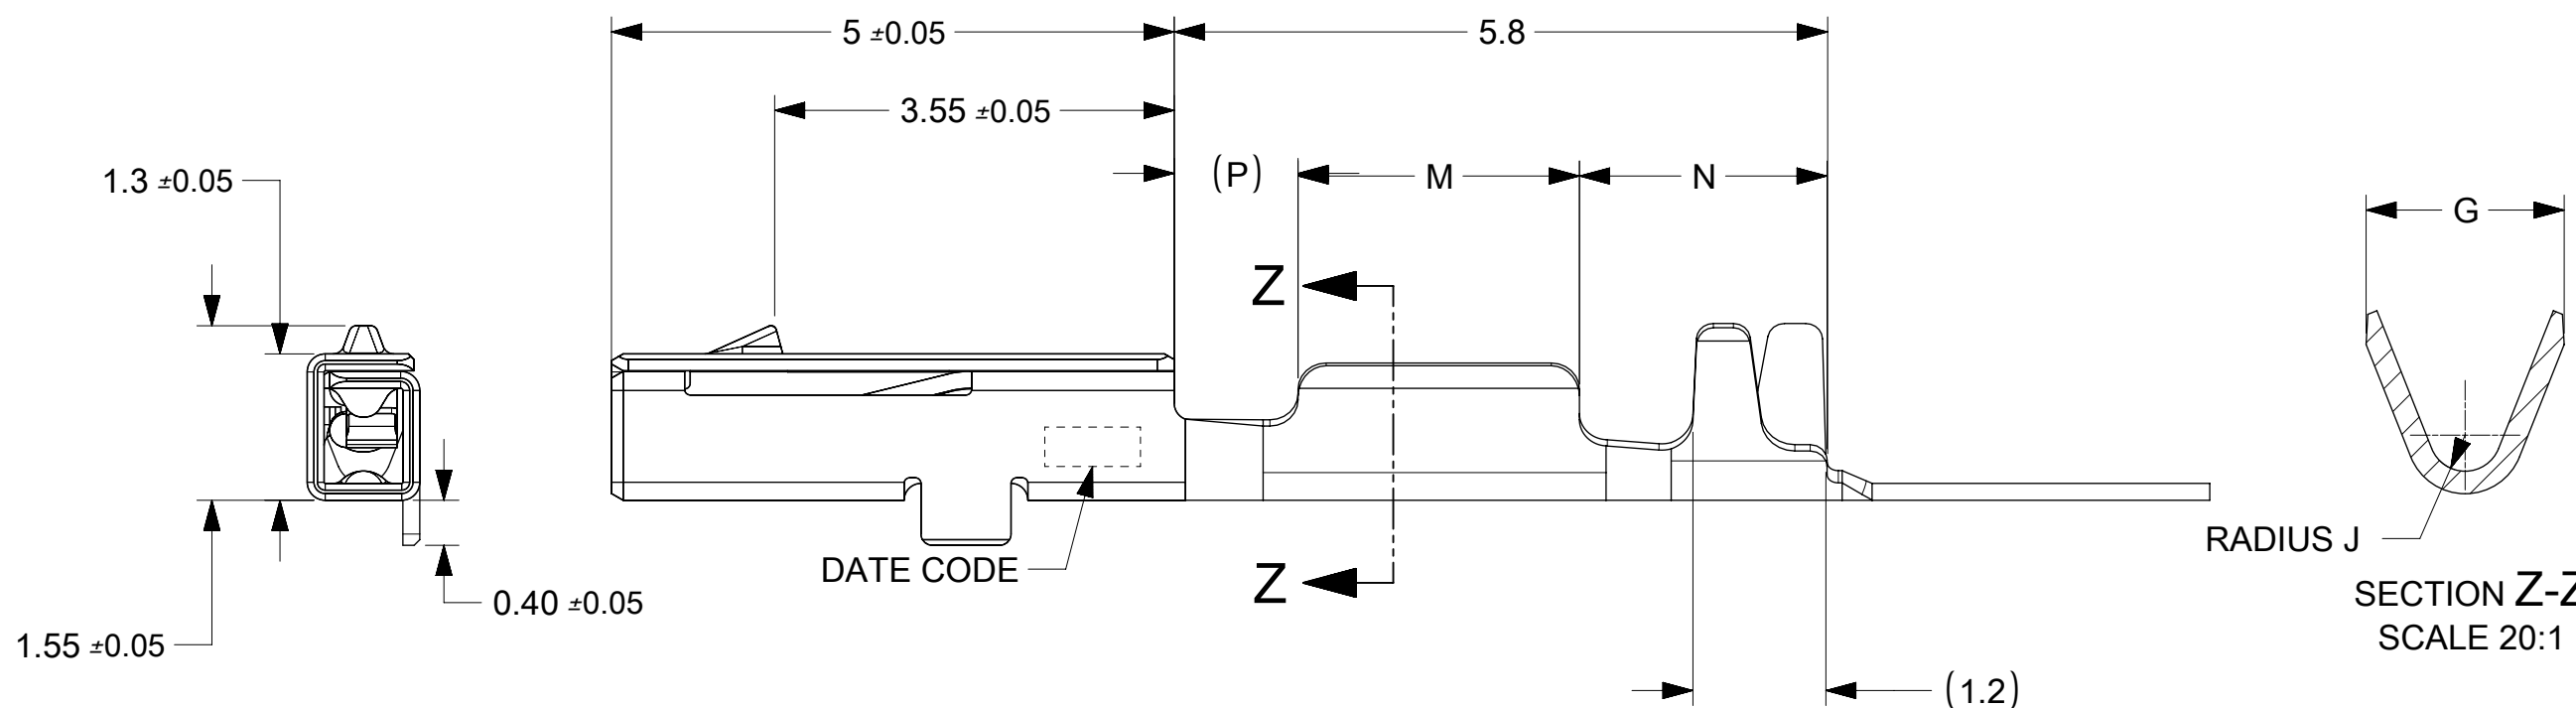 5 ±0.05
5.8
3.55 ±0.05
1.3 ±0.05
(P)
M
N
G
Z
RADIUS J
DATE CODE
Z
0.40 ±0.05
SECTION Z-Z
SCALE 20:1
1.55 ±0.05
(1.2)